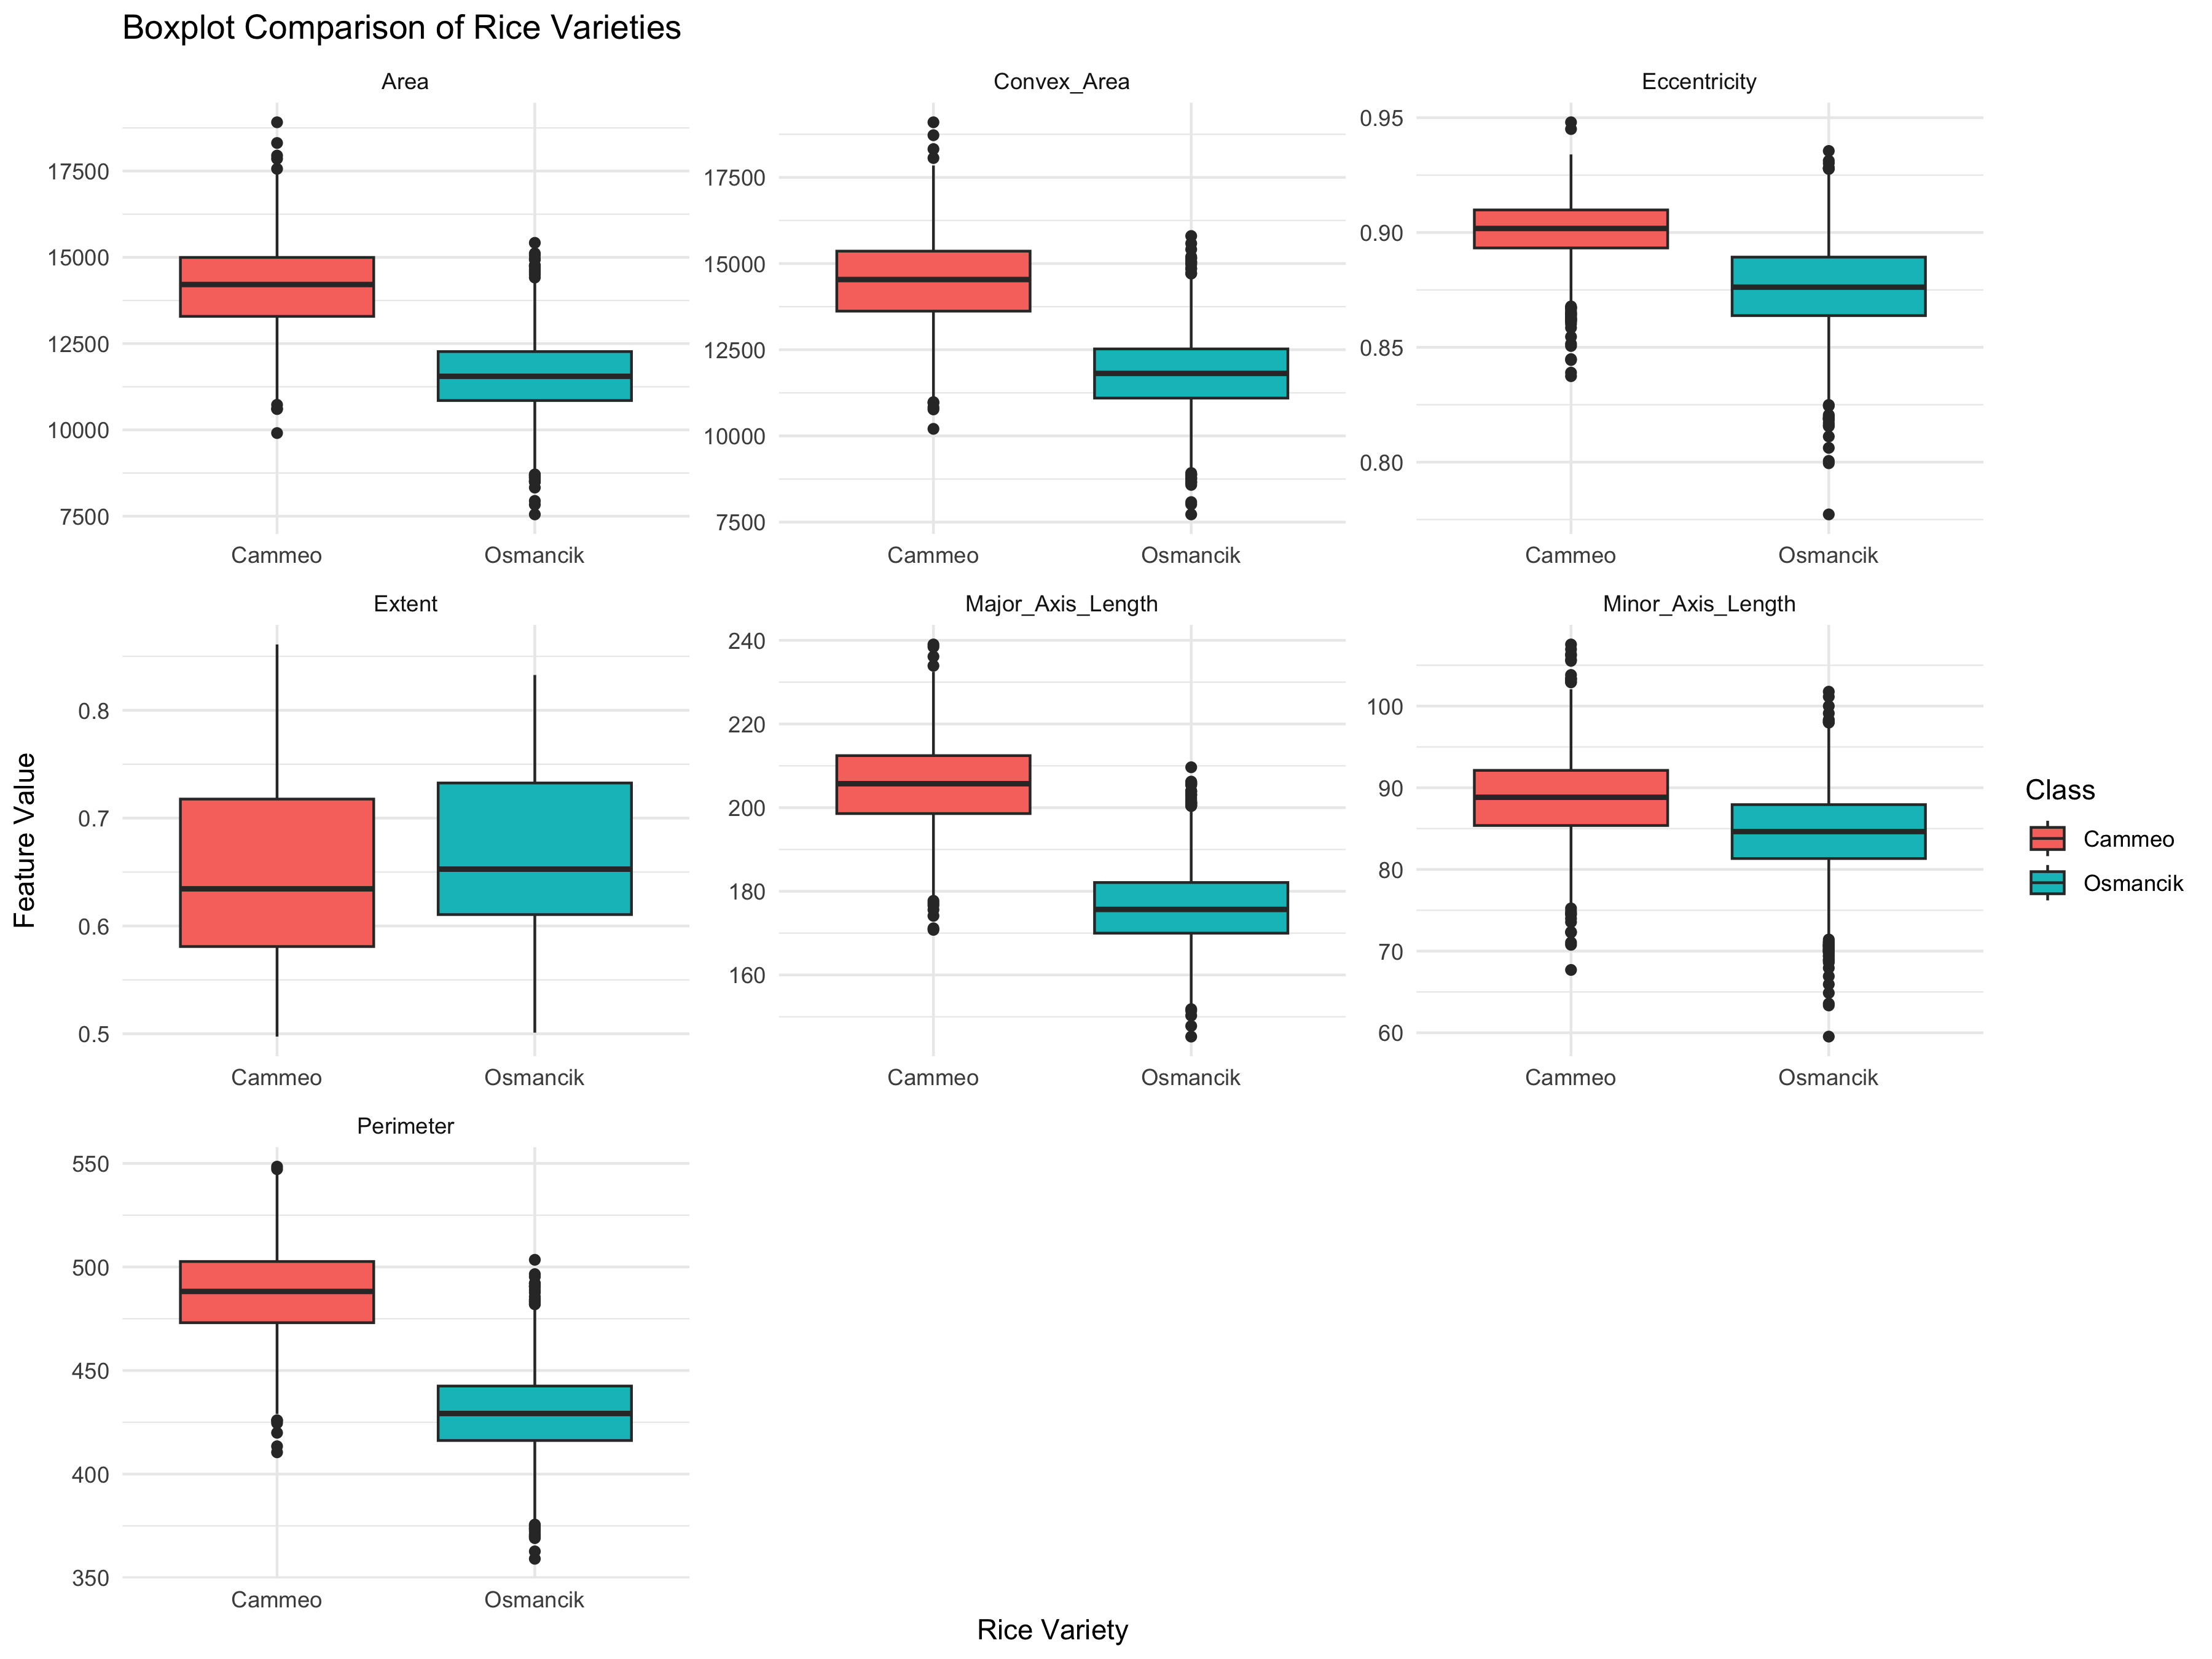 Boxplot Comparison of Rice Varieties
Area
Convex_Area
Eccentricity
17500
15000
12500
10000
7500
Cammeo
Osmancik
17500
15000
12500
10000
7500
Cammeo
Osmancik
0.95
0.90
0.85
0.80
Cammeo
Osmancik
Extent
Major_Axis_Length
Minor_Axis_Length
0.8
0.7
0.6
0.5
Cammeo
Osmancik
240
220
200
180
160
Cammeo
Osmancik
100
90
80
70
60
Cammeo
Osmancik
Feature Value
Class
Cammeo
Osmancik
Perimeter
550
500
450
400
350
Cammeo
Osmancik
Rice Variety